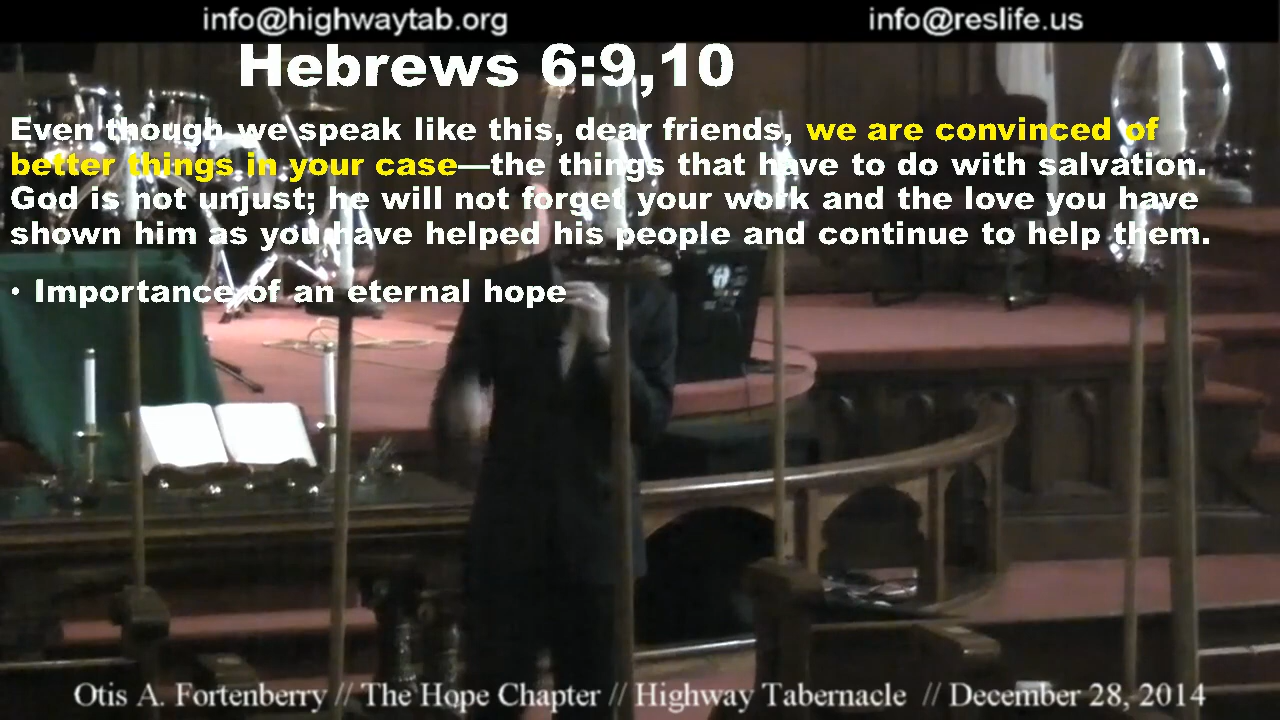 info@highwaytab.org
info@reslife.us
Hebrews 6:9,10
Even though we speak like this, dear friends, we are convinced of
better things in your case—the things that have to do with salvation.
God is not unjust; he will not forget your work and the love you have
shown him as you have helped his people and continue to help them.
• Importance of an eternal hope
Otis A. Fortenberry // The Hope Chapter // Highway Tabernacle // December 28, 2014